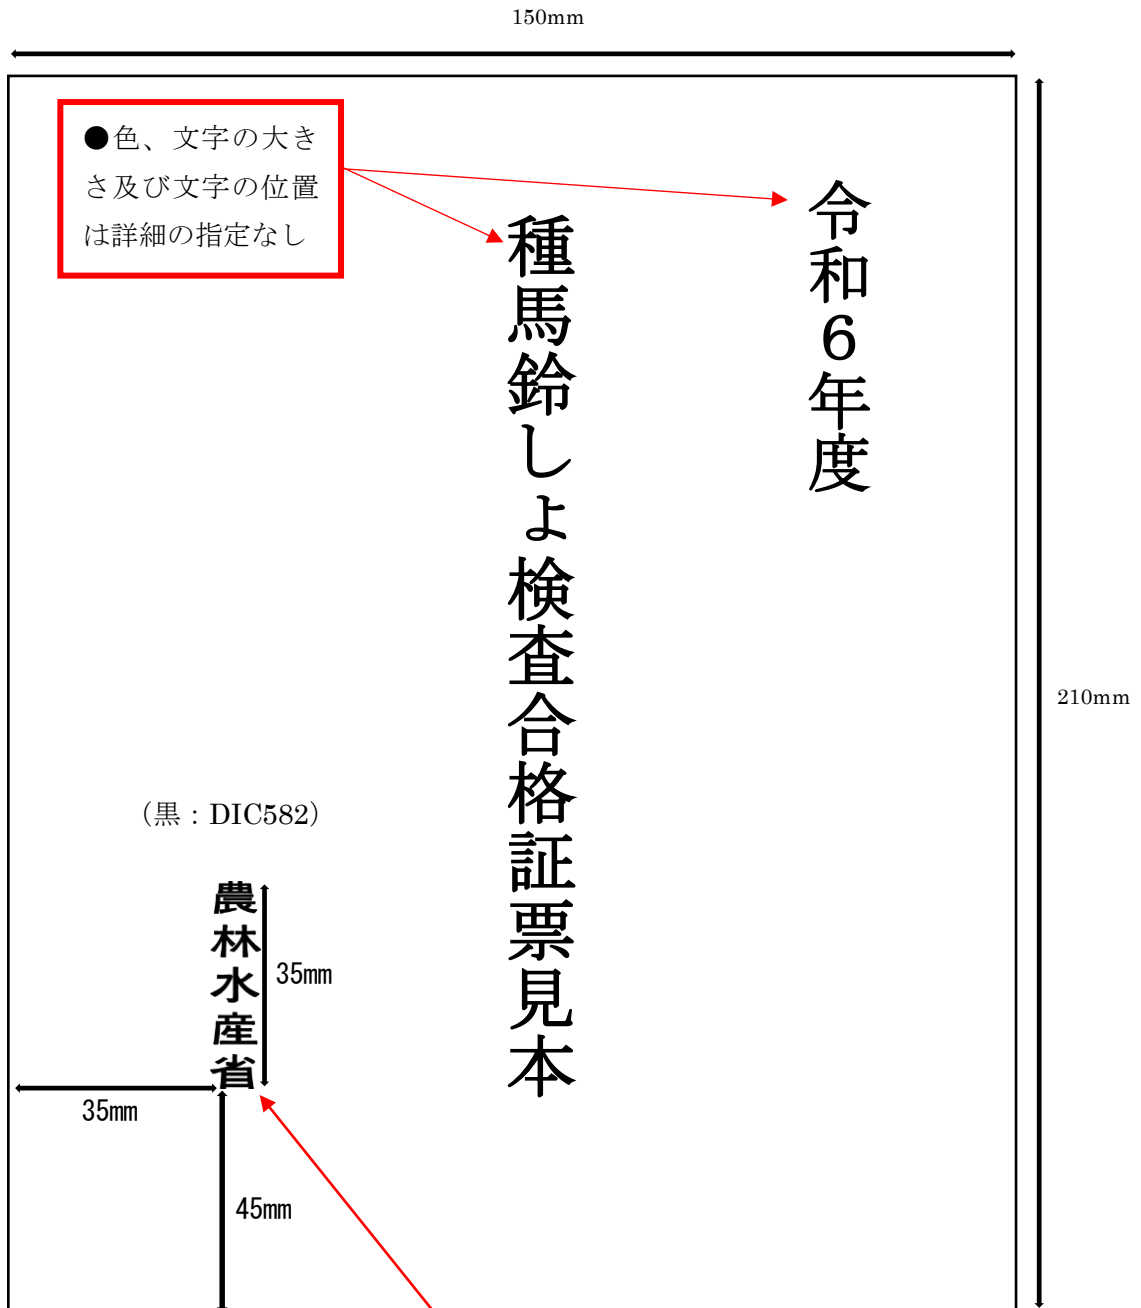 150mm
●色、文字の大き
さ及び文字の位置
は詳細の指定なし
令和６年度
種馬鈴しょ検査合格証票見本
210mm
（黒：DIC582）
農林水産省
35mm
35mm
45mm